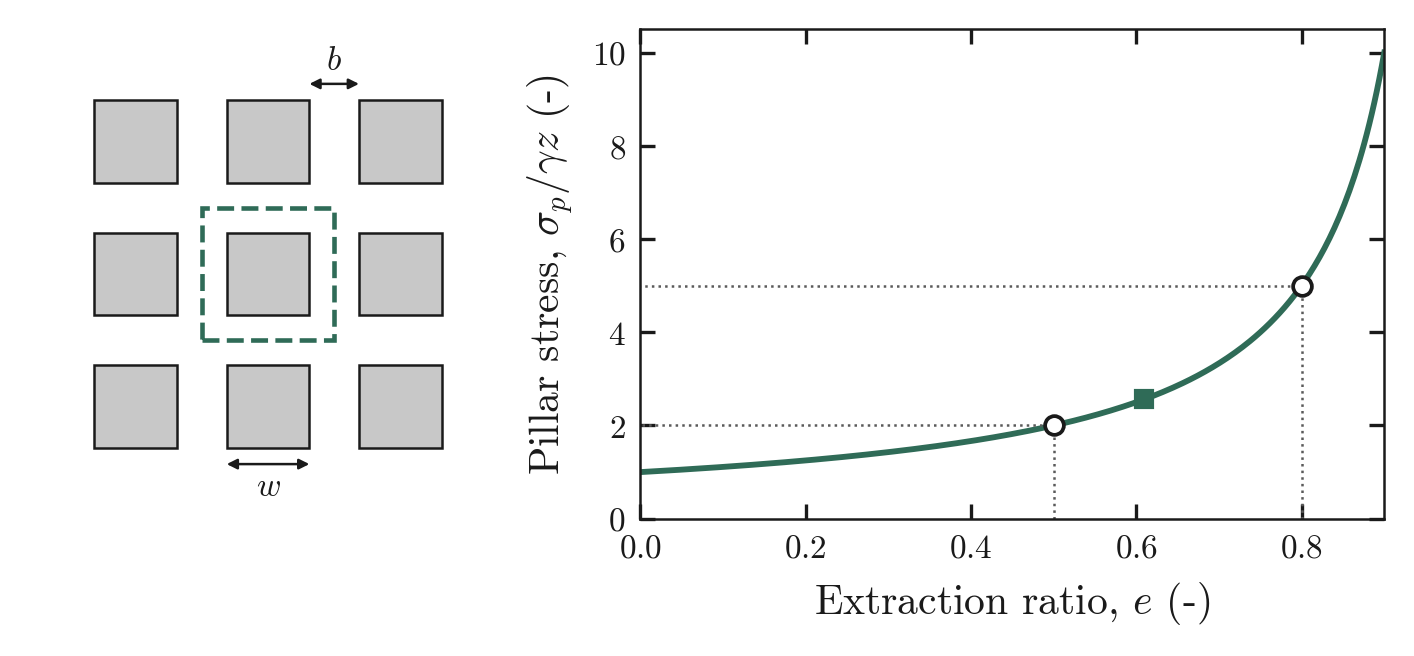 b
w
Pillar stress, σp/γz (-)
10
8
6
4
2
0
0.0 0.2 0.4 0.6 0.8
Extraction ratio, e (-)